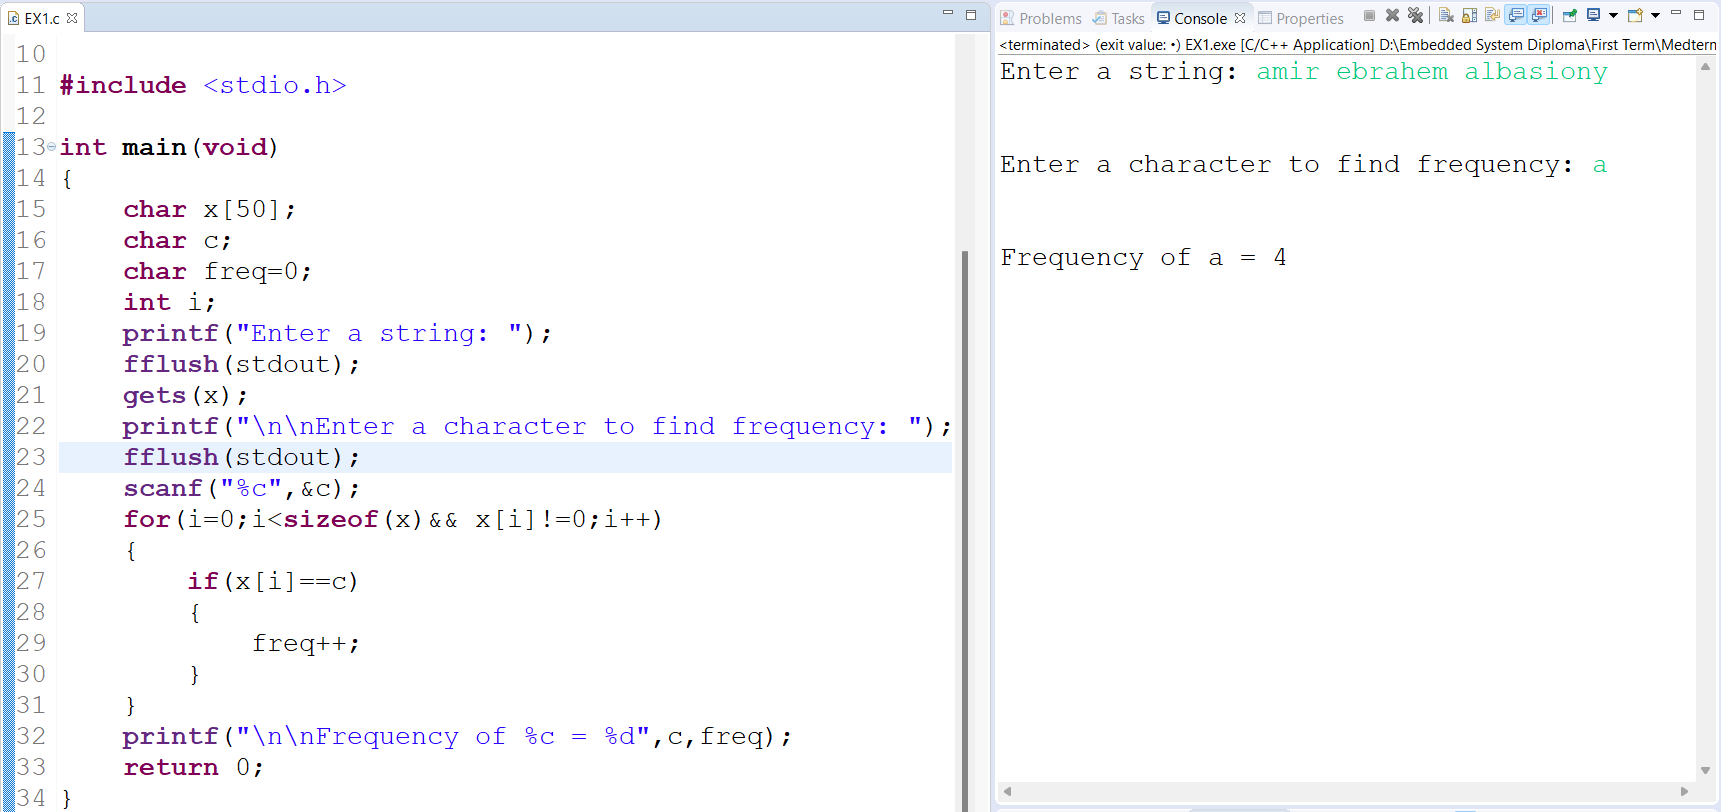 EX1.c
10
11 #include <stdio.h>
12
13 int main(void)
14 {
15     char x[50];
16     char c;
17     char freq=0;
18     int i;
19     printf("Enter a string: ");
20     fflush(stdout);
21     gets(x);
22     printf("\n\nEnter a character to find frequency: ");
23     fflush(stdout);
24     scanf("%c",&c);
25     for(i=0;i<sizeof(x)&& x[i]!=0;i++)
26     {
27         if(x[i]==c)
28         {
29             freq++;
30         }
31     }
32     printf("\n\nFrequency of %c = %d",c,freq);
33     return 0;
34 }
Problems Tasks Console Properties
<terminated> (exit value: •) EX1.exe [C/C++ Application] D:\Embedded System Diploma\First Term\Medterm
Enter a string: amir ebrahem albasiony
Enter a character to find frequency: a
Frequency of a = 4